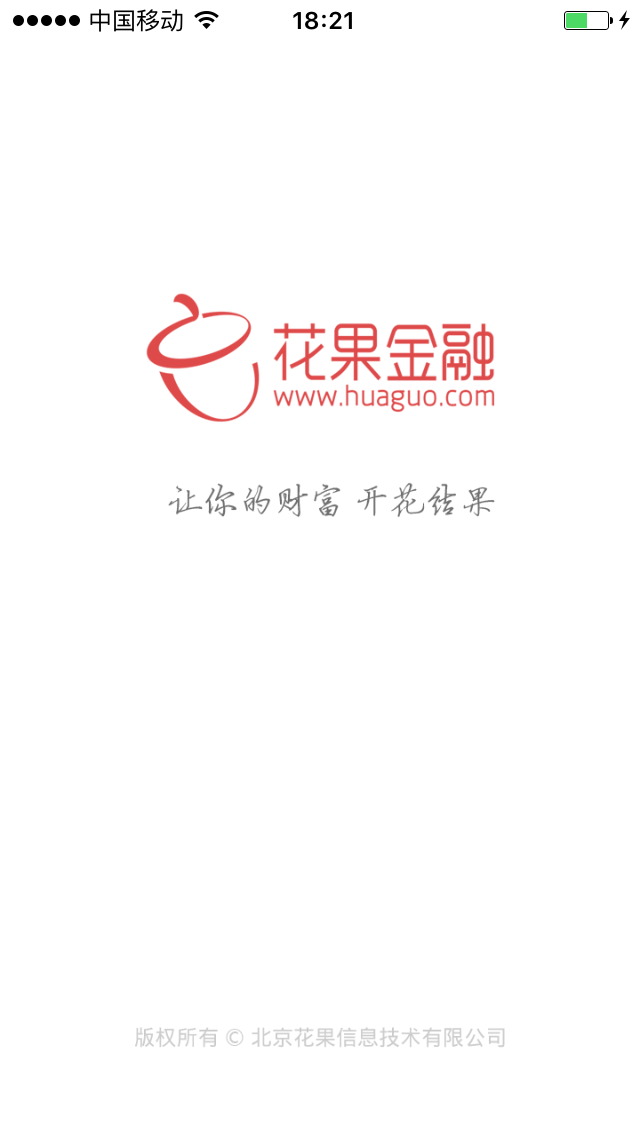 中国移动 18:21
花果金融
www.huaguo.com
让你的财富 开花结果
版权所有 © 北京花果信息技术有限公司